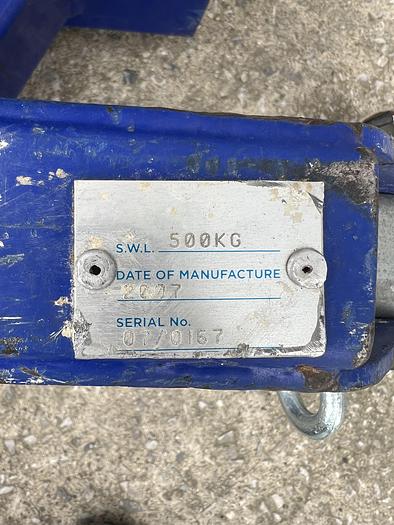 S.W.L. 500KG
DATE OF MANUFACTURE
2007
SERIAL No.
07/0167